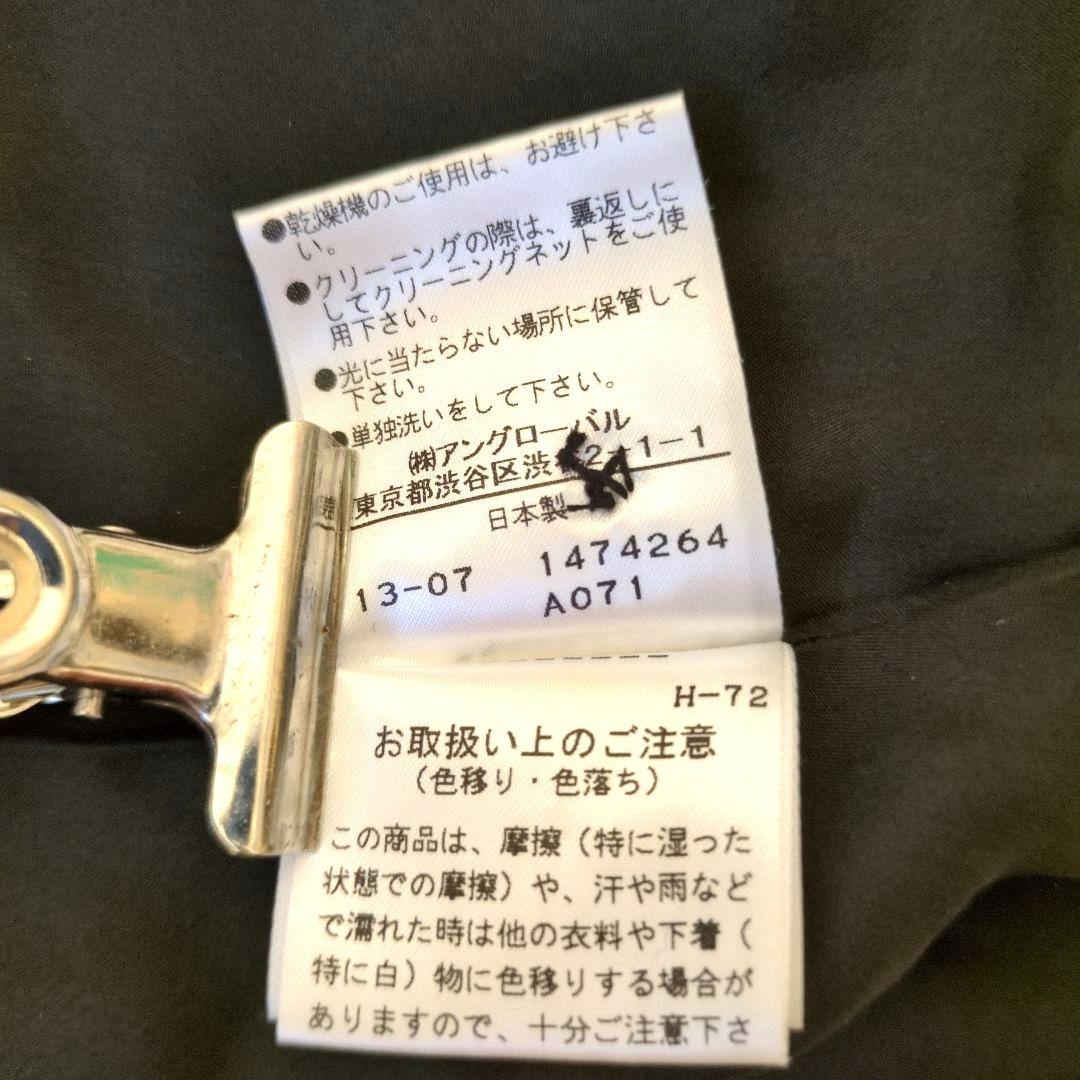 ●乾燥機のご使用は、お避け下さ
い。
●クリーニングの際は、裏返しに
してクリーニングネットをご使
用下さい。
●光に当たらない場所に保管して
下さい。
●単独洗いをして下さい。
㈱アングローバル
東京都渋谷区渋 2-1-1
日本製
13-07 1474264
A071
H-72
お取扱い上のご注意
（色移り・色落ち）
この商品は、摩擦（特に湿った
状態での摩擦）や、汗や雨など
で濡れた時は他の衣料や下着（
特に白）物に色移りする場合が
ありますので、十分ご注意下さ